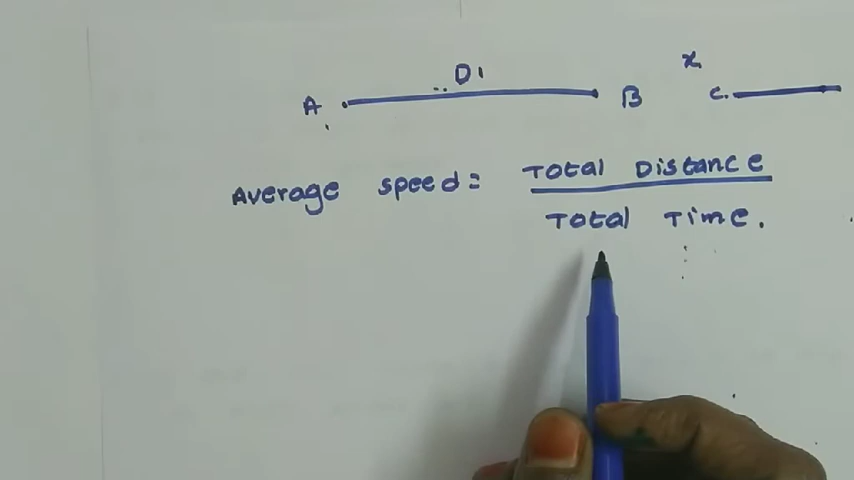 D1 x
A B C
Average speed = Total Distance
Total Time.